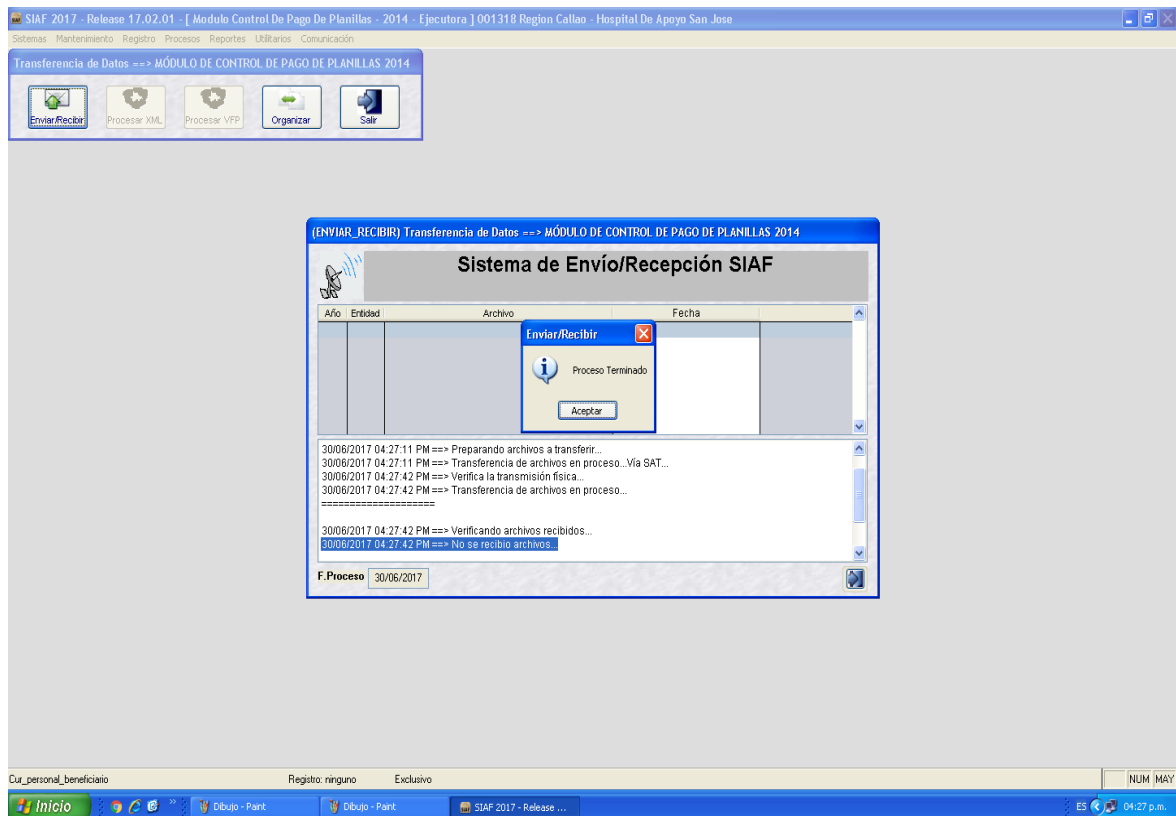 SIAF 2017 - Release 17.02.01 - [ Modulo Control De Pago De Planillas - 2014 - Ejecutora ] 001318 Region Callao - Hospital De Apoyo San Jose
Sistemas Mantenimiento Registro Procesos Reportes Utilitarios Comunicación
Transferencia de Datos ==> MÓDULO DE CONTROL DE PAGO DE PLANILLAS 2014
Enviar/Recibir Procesar XML Procesar VFP Organizar Salir
(ENVIAR_RECIBIR) Transferencia de Datos ==> MÓDULO DE CONTROL DE PAGO DE PLANILLAS 2014
Sistema de Envío/Recepción SIAF
Año Entidad Archivo Fecha
Enviar/Recibir
Proceso Terminado
Aceptar
30/06/2017 04:27:11 PM ==> Preparando archivos a transferir...
30/06/2017 04:27:11 PM ==> Transferencia de archivos en proceso...Vía SAT...
30/06/2017 04:27:42 PM ==> Verifica la transmisión física...
30/06/2017 04:27:42 PM ==> Transferencia de archivos en proceso...
====================
30/06/2017 04:27:42 PM ==> Verificando archivos recibidos...
30/06/2017 04:27:42 PM ==> No se recibio archivos...
F.Proceso 30/06/2017
Cur_personal_beneficiario Registro: ninguno Exclusivo NUM MAY
Inicio Dibujo - Paint Dibujo - Paint SIAF 2017 - Release ... ES 04:27 p.m.